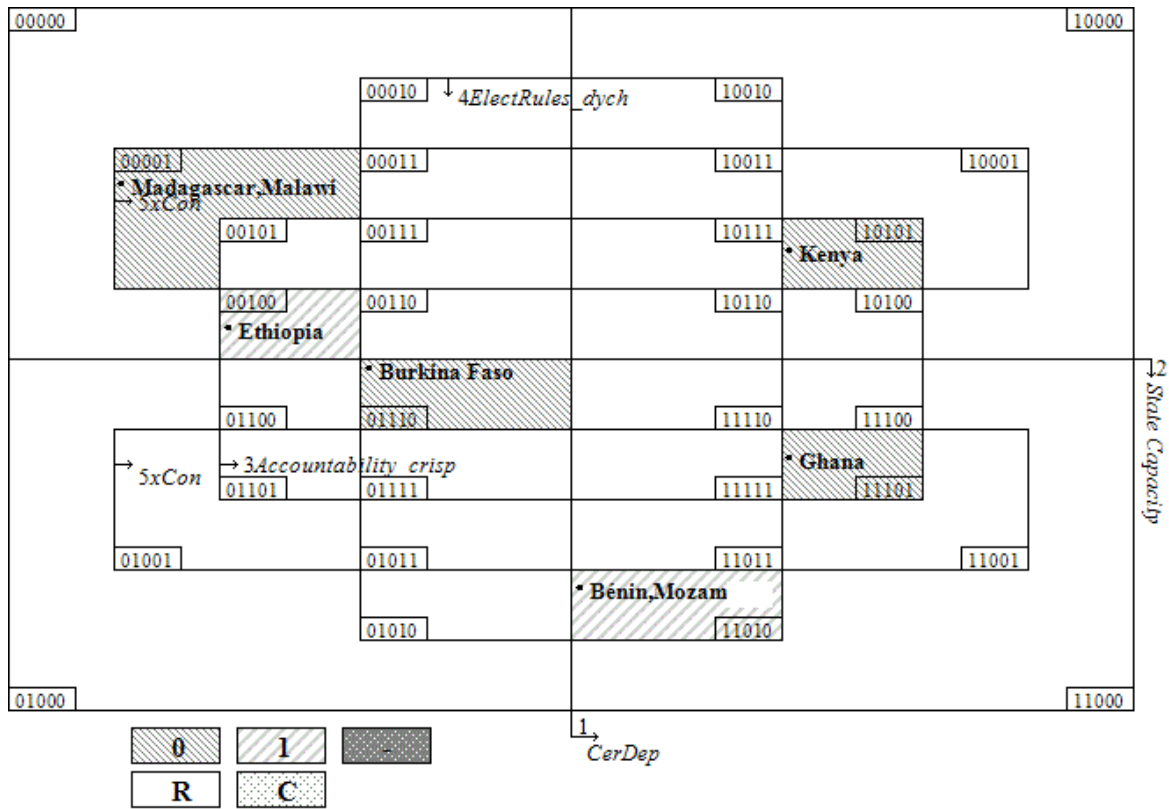 00000 10000
00010 4ElectRules_dych 10010
00001 00011 10011 10001
Madagascar,Malawi
5xCon
00101 00111 10111 10101
Kenya
00100 00110 10110 10100
Ethiopia
Burkina Faso
2
State Capacity
01100 01110 11110 11100
5xCon 3Accountability_crisp Ghana
01101 01111 11111 11101
01001 01011 11011 11001
Bénin,Mozam
01010 11010
01000 11000
1
CerDep
0 1 -
R C